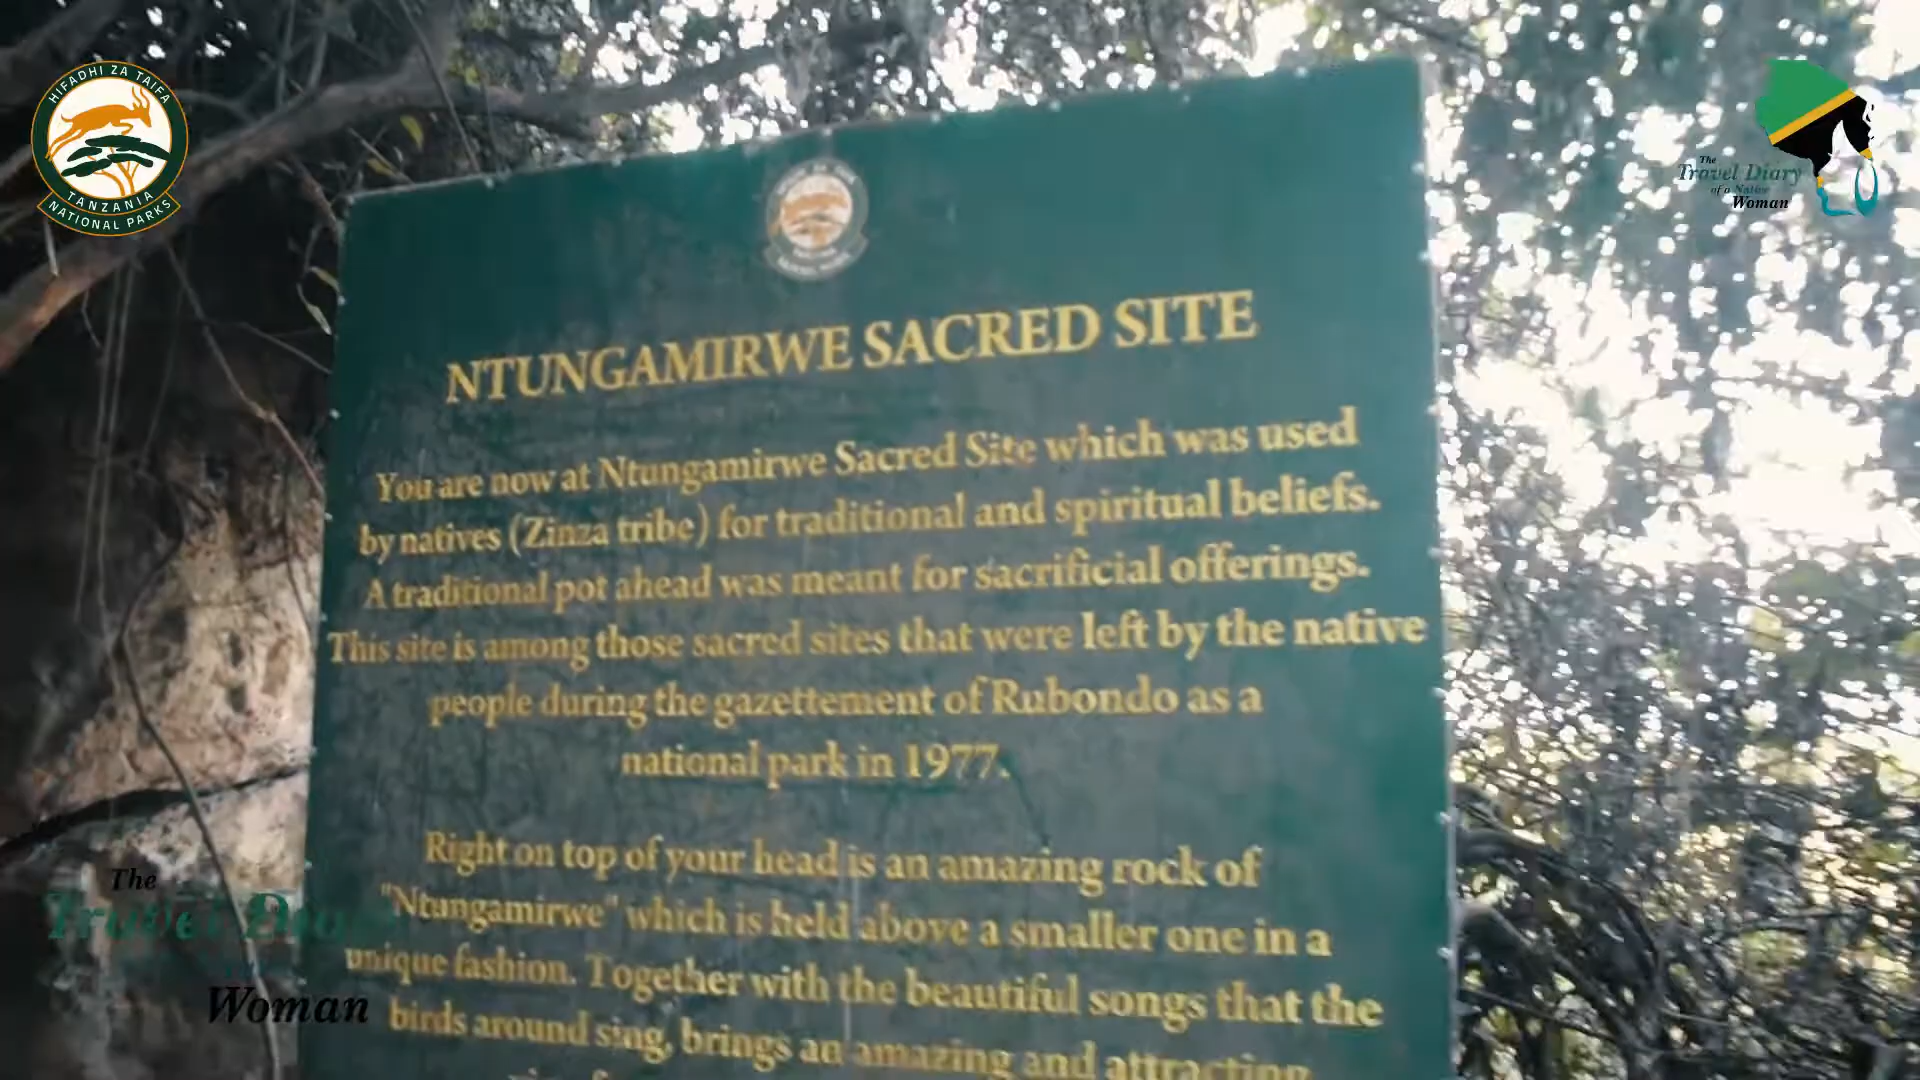 HIFADHI ZA TAIFA
TANZANIA
NATIONAL PARKS
The
Travel Diary
of a Native
Woman
NTUNGAMIRWE SACRED SITE
You are now at Ntungamirwe Sacred Site which was used
by natives (Zinza tribe) for traditional and spiritual beliefs.
A traditional pot ahead was meant for sacrificial offerings.
This site is among those sacred sites that were left by the native
people during the gazettement of Rubondo as a
national park in 1977.
Right on top of your head is an amazing rock of
"Ntungamirwe" which is held above a smaller one in a
unique fashion. Together with the beautiful songs that the
birds around sing, brings an amazing and attracting
The
Travel Diary
Woman